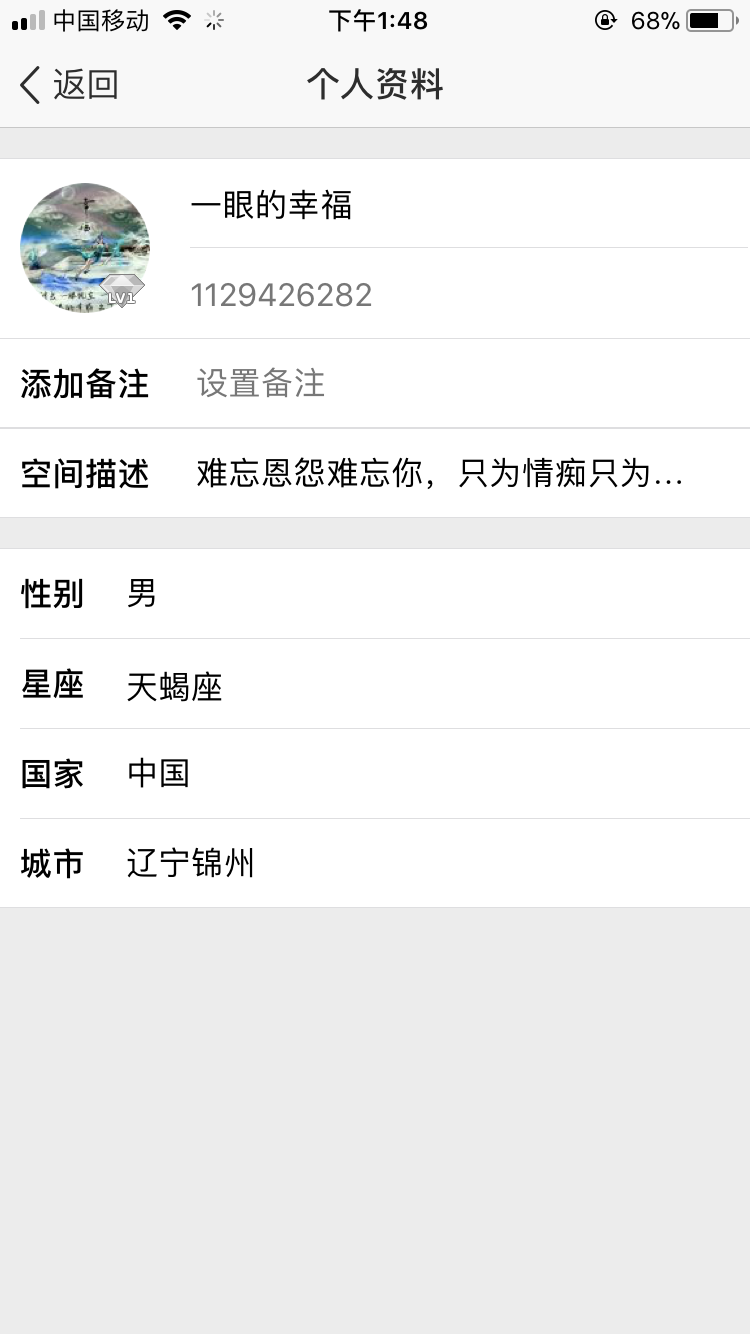 中国移动 下午1:48 68%
返回 个人资料
一眼的幸福
LV1
1129426282
添加备注 设置备注
空间描述 难忘恩怨难忘你，只为情痴只为...
性别 男
星座 天蝎座
国家 中国
城市 辽宁锦州